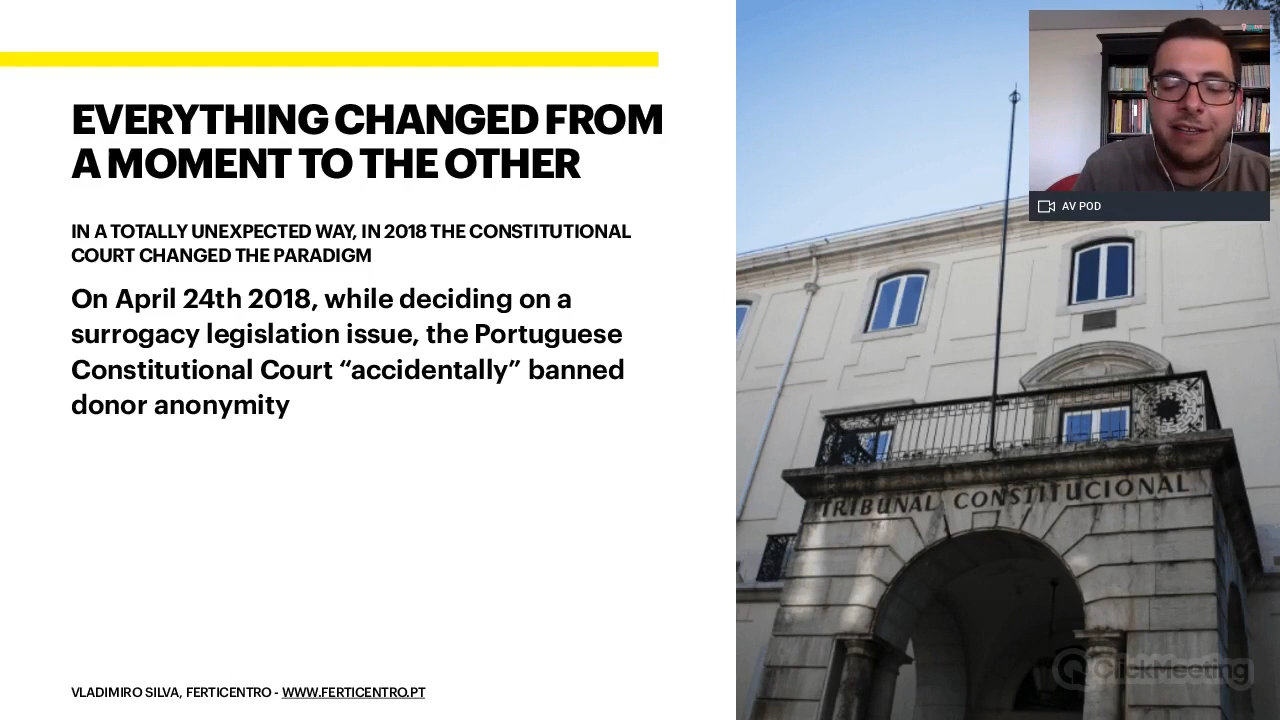 EVERYTHING CHANGED FROM
A MOMENT TO THE OTHER
IN A TOTALLY UNEXPECTED WAY, IN 2018 THE CONSTITUTIONAL
COURT CHANGED THE PARADIGM
On April 24th 2018, while deciding on a
surrogacy legislation issue, the Portuguese
Constitutional Court “accidentally” banned
donor anonymity
VLADIMIRO SILVA, FERTICENTRO - WWW.FERTICENTRO.PT
AV POD
TRIBUNAL CONSTITUCIONAL
ClickMeeting